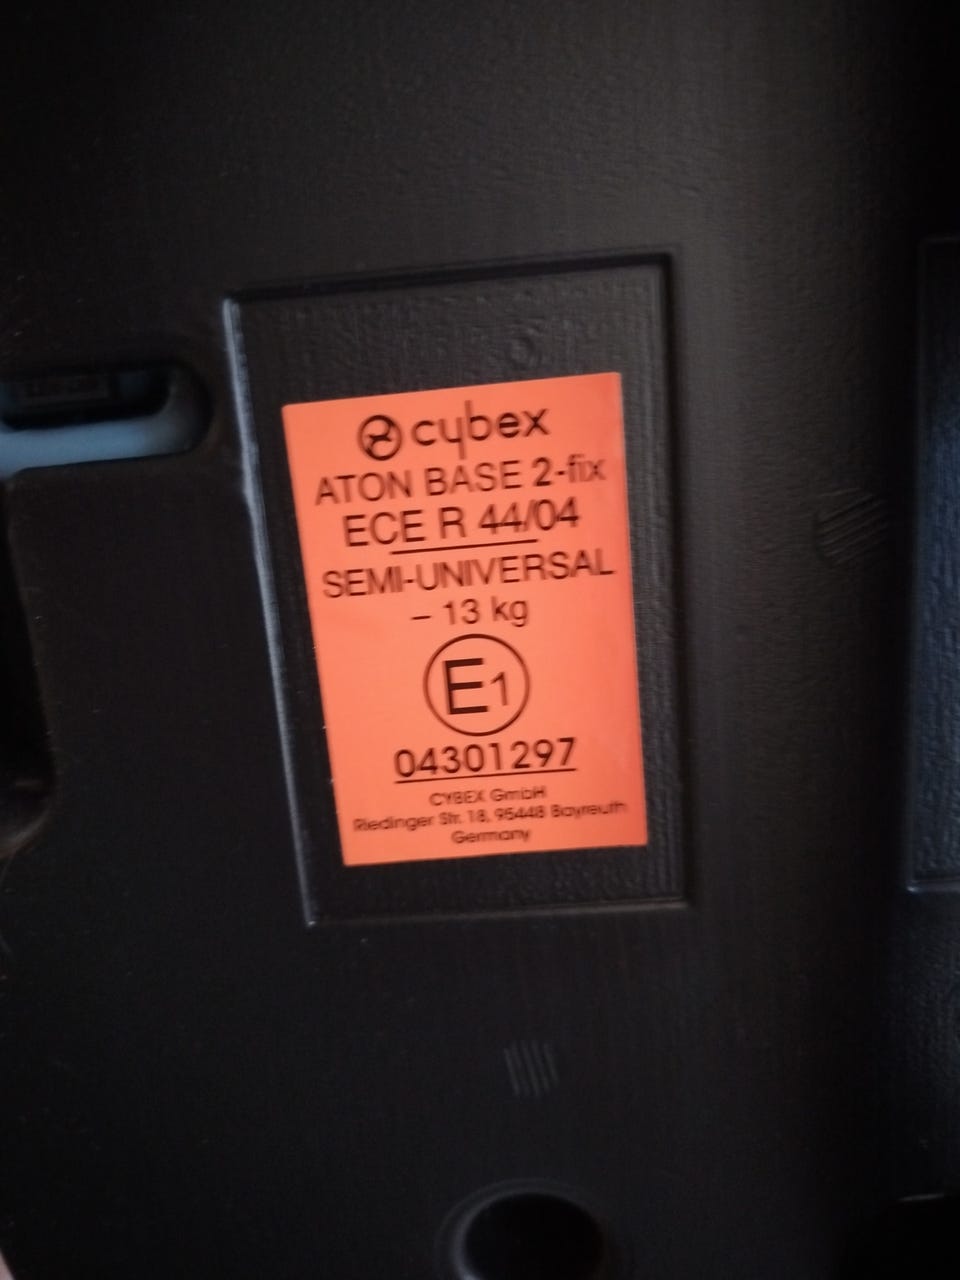 cybex
ATON BASE 2-fix
ECE R 44/04
SEMI-UNIVERSAL
– 13 kg
E1
04301297
CYBEX GmbH
Riedinger Str. 18, 95448 Bayreuth
Germany